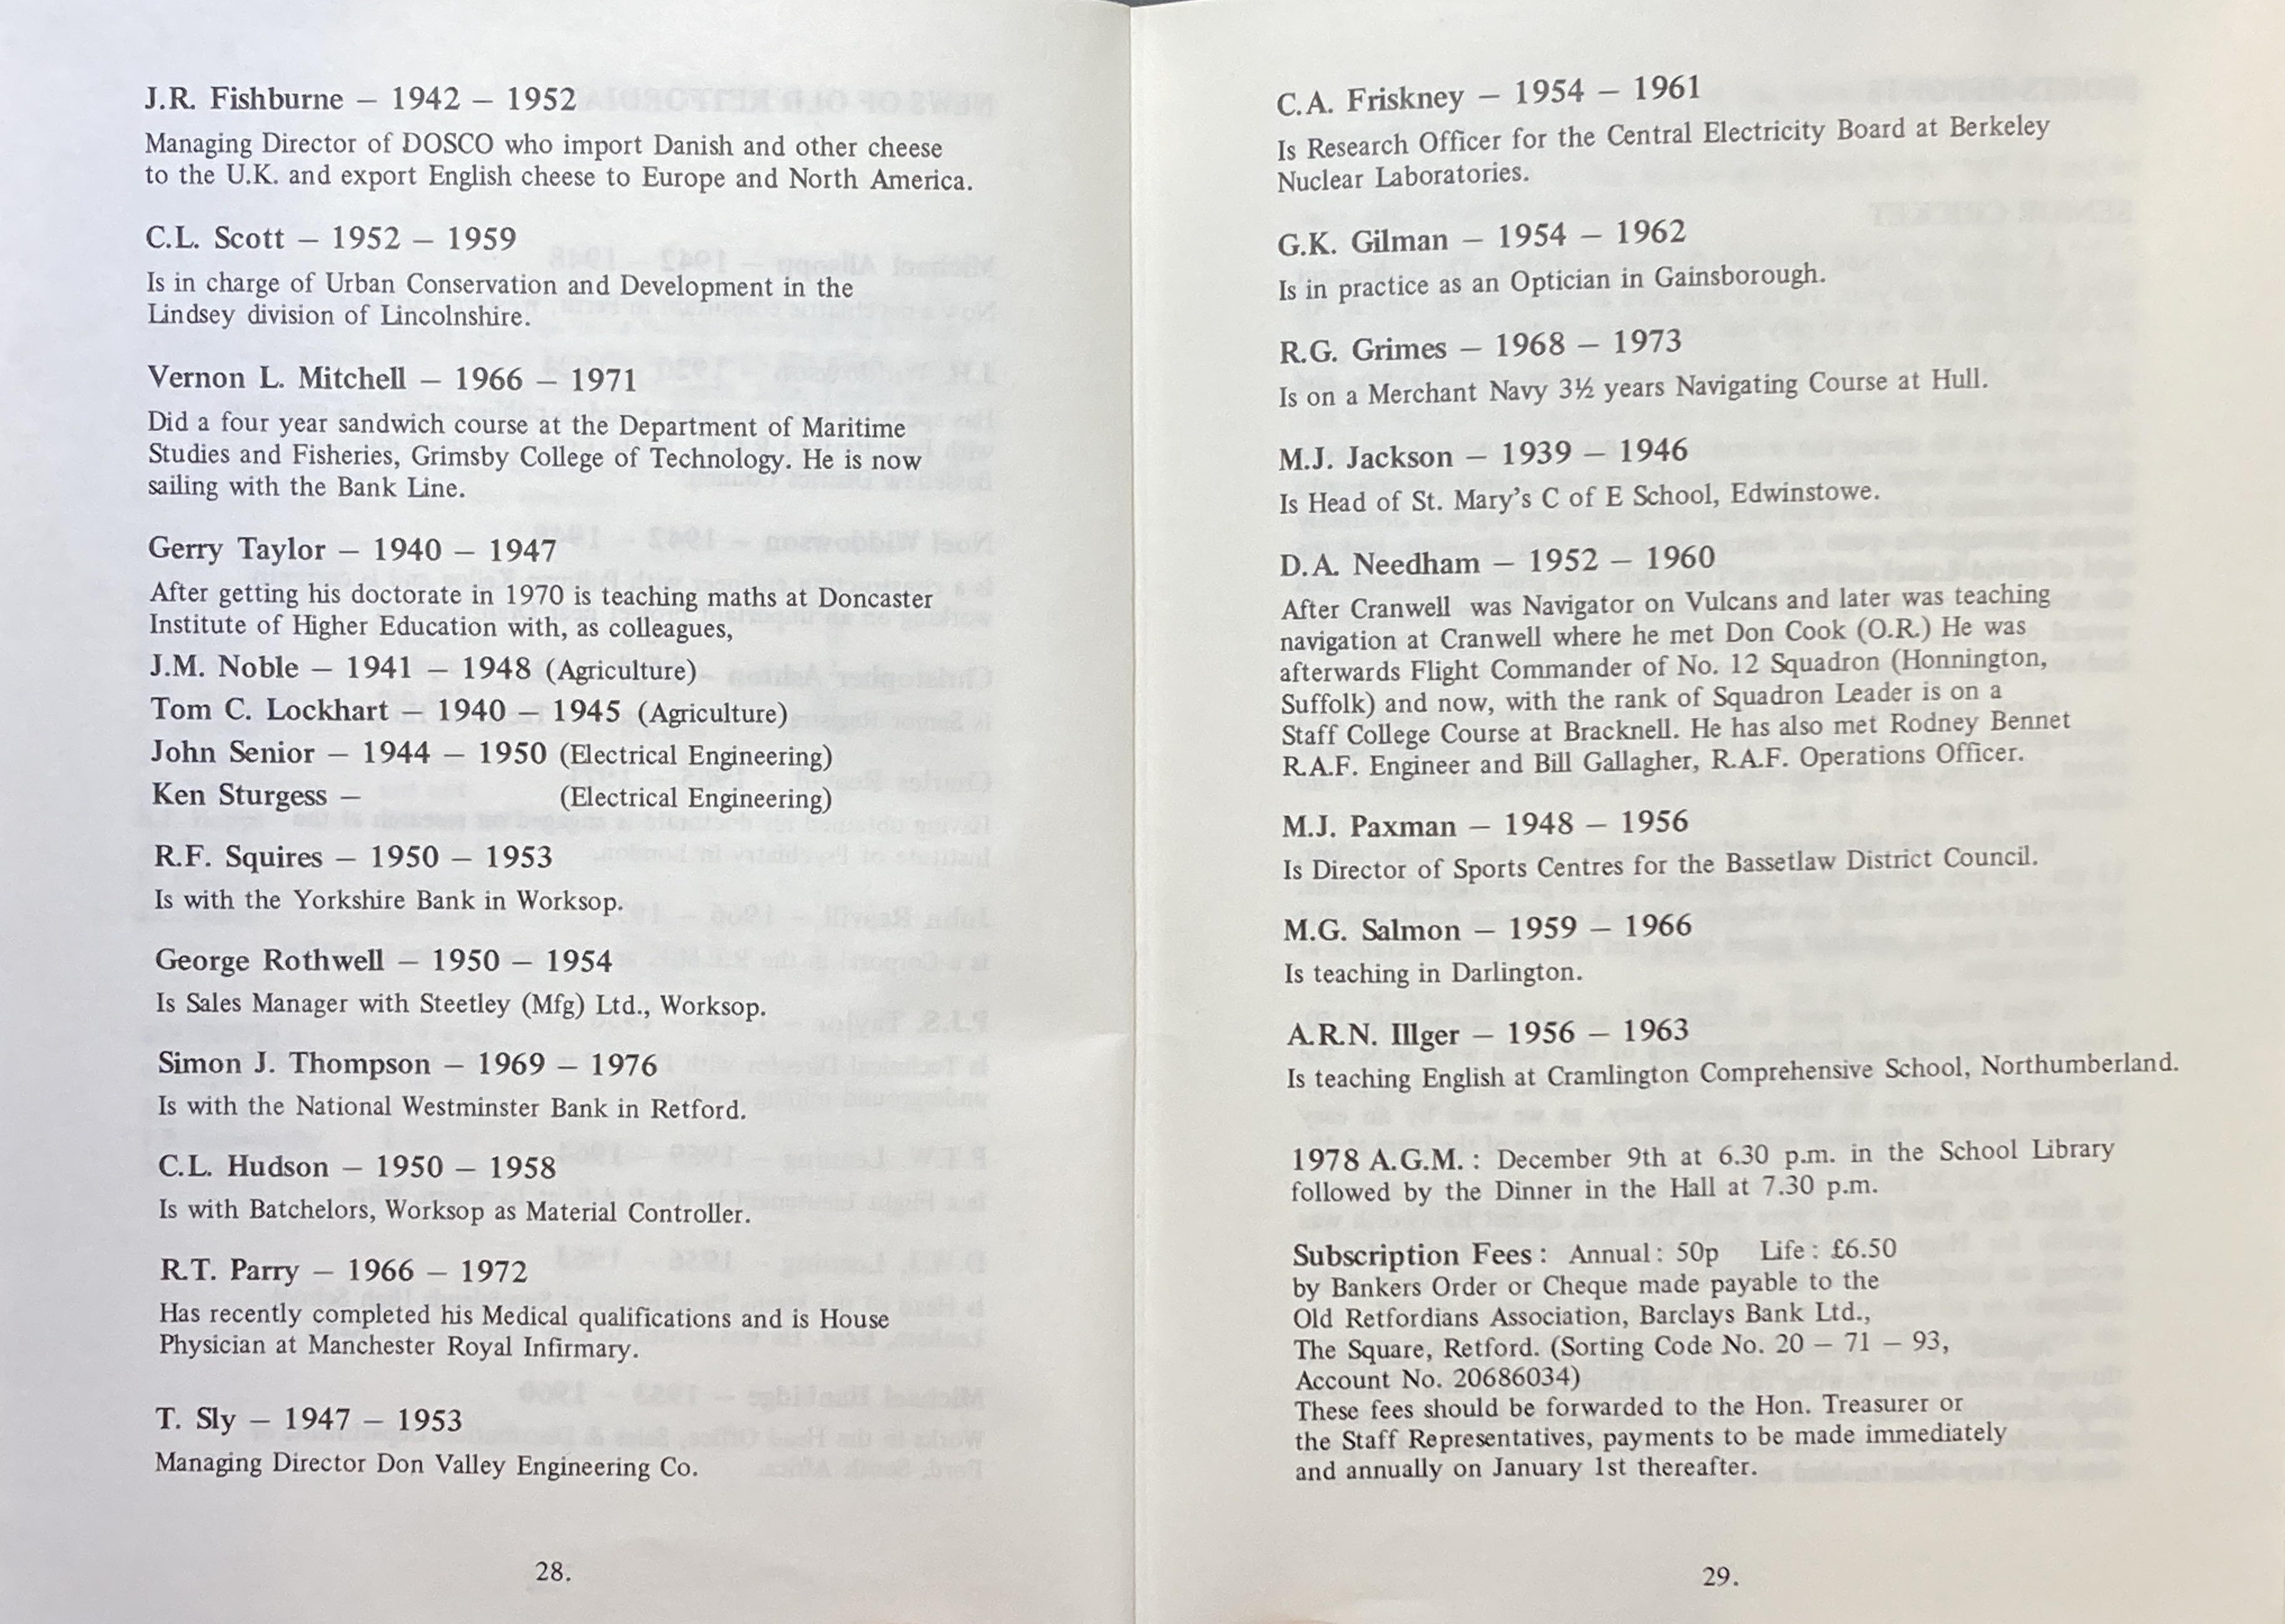 J.R. Fishburne – 1942 – 1952
Managing Director of DOSCO who import Danish and other cheese
to the U.K. and export English cheese to Europe and North America.
C.L. Scott – 1952 – 1959
Is in charge of Urban Conservation and Development in the
Lindsey division of Lincolnshire.
Vernon L. Mitchell – 1966 – 1971
Did a four year sandwich course at the Department of Maritime
Studies and Fisheries, Grimsby College of Technology. He is now
sailing with the Bank Line.
Gerry Taylor – 1940 – 1947
After getting his doctorate in 1970 is teaching maths at Doncaster
Institute of Higher Education with, as colleagues,
J.M. Noble – 1941 – 1948 (Agriculture)
Tom C. Lockhart – 1940 – 1945 (Agriculture)
John Senior – 1944 – 1950 (Electrical Engineering)
Ken Sturgess – (Electrical Engineering)
R.F. Squires – 1950 – 1953
Is with the Yorkshire Bank in Worksop.
George Rothwell – 1950 – 1954
Is Sales Manager with Steetley (Mfg) Ltd., Worksop.
Simon J. Thompson – 1969 – 1976
Is with the National Westminster Bank in Retford.
C.L. Hudson – 1950 – 1958
Is with Batchelors, Worksop as Material Controller.
R.T. Parry – 1966 – 1972
Has recently completed his Medical qualifications and is House
Physician at Manchester Royal Infirmary.
T. Sly – 1947 – 1953
Managing Director Don Valley Engineering Co.
28.
C.A. Friskney – 1954 – 1961
Is Research Officer for the Central Electricity Board at Berkeley
Nuclear Laboratories.
G.K. Gilman – 1954 – 1962
Is in practice as an Optician in Gainsborough.
R.G. Grimes – 1968 – 1973
Is on a Merchant Navy 3½ years Navigating Course at Hull.
M.J. Jackson – 1939 – 1946
Is Head of St. Mary's C of E School, Edwinstowe.
D.A. Needham – 1952 – 1960
After Cranwell was Navigator on Vulcans and later was teaching
navigation at Cranwell where he met Don Cook (O.R.) He was
afterwards Flight Commander of No. 12 Squadron (Honnington,
Suffolk) and now, with the rank of Squadron Leader is on a
Staff College Course at Bracknell. He has also met Rodney Bennet
R.A.F. Engineer and Bill Gallagher, R.A.F. Operations Officer.
M.J. Paxman – 1948 – 1956
Is Director of Sports Centres for the Bassetlaw District Council.
M.G. Salmon – 1959 – 1966
Is teaching in Darlington.
A.R.N. Illger – 1956 – 1963
Is teaching English at Cramlington Comprehensive School, Northumberland.
1978 A.G.M. : December 9th at 6.30 p.m. in the School Library
followed by the Dinner in the Hall at 7.30 p.m.
Subscription Fees : Annual : 50p Life : £6.50
by Bankers Order or Cheque made payable to the
Old Retfordians Association, Barclays Bank Ltd.,
The Square, Retford. (Sorting Code No. 20 – 71 – 93,
Account No. 20686034)
These fees should be forwarded to the Hon. Treasurer or
the Staff Representatives, payments to be made immediately
and annually on January 1st thereafter.
29.